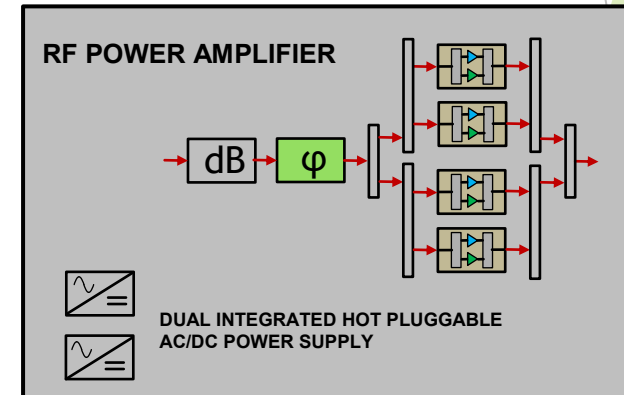 RF POWER AMPLIFIER
dB
φ
DUAL INTEGRATED HOT PLUGGABLE
AC/DC POWER SUPPLY